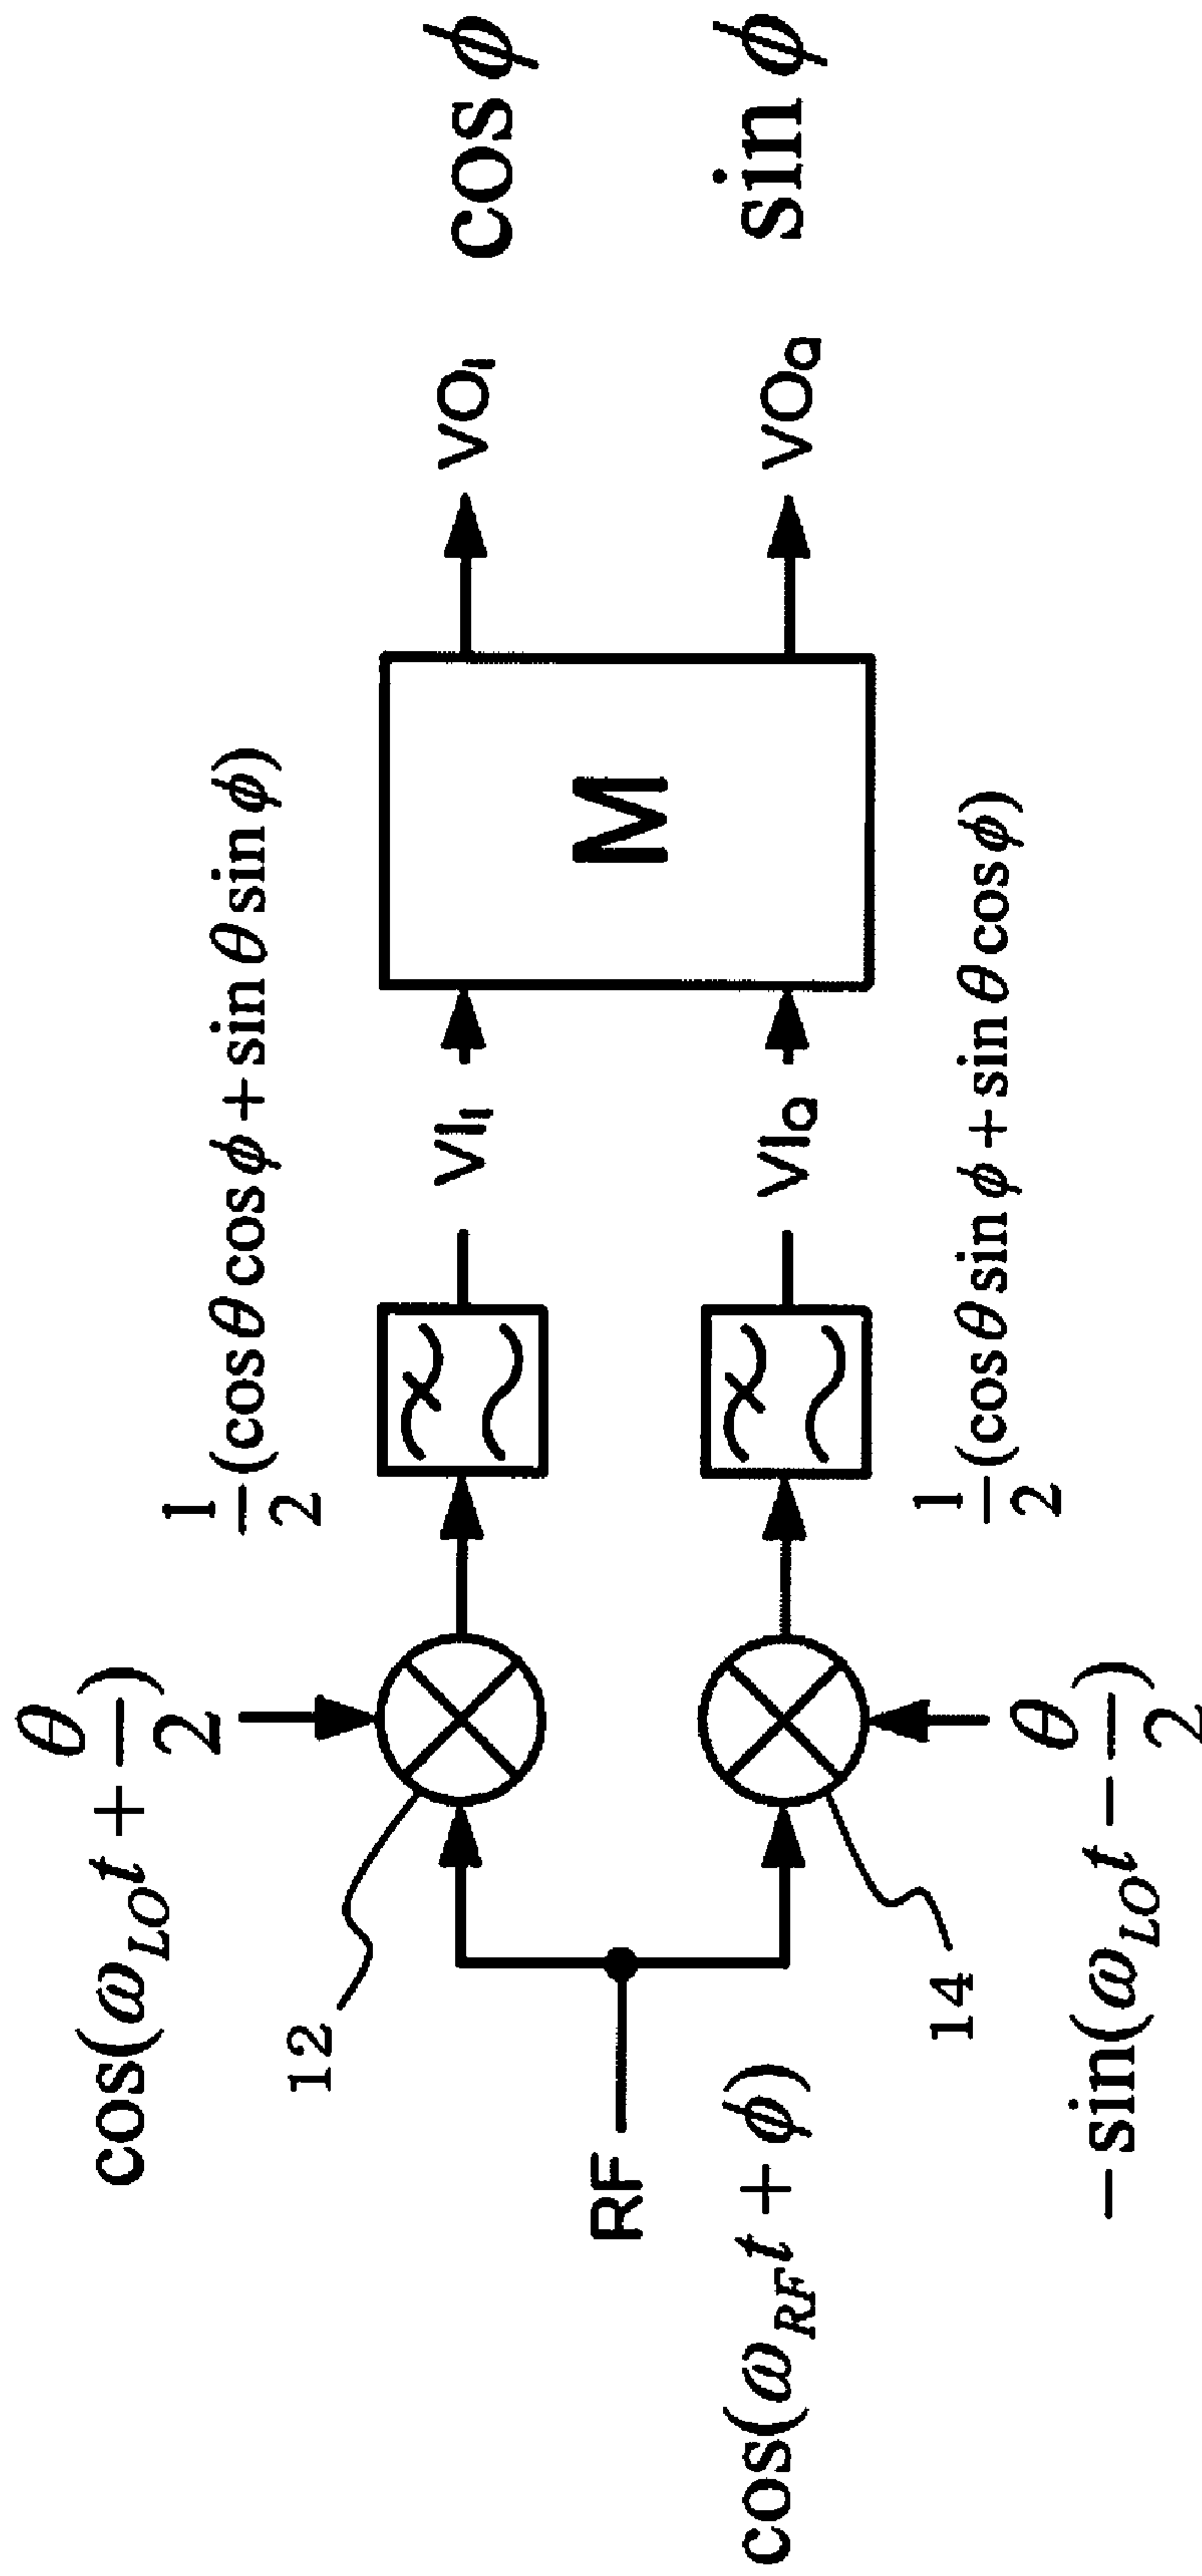 cos(ω_LO t + θ/2)
12
1/2(cosθ cosϕ + sinθ sinϕ)
VI_I
VO_I
cos ϕ
RF
cos(ω_RF t + ϕ)
M
14
−sin(ω_LO t − θ/2)
1/2(cosθ sinϕ + sinθ cosϕ)
VI_Q
VO_Q
sin ϕ